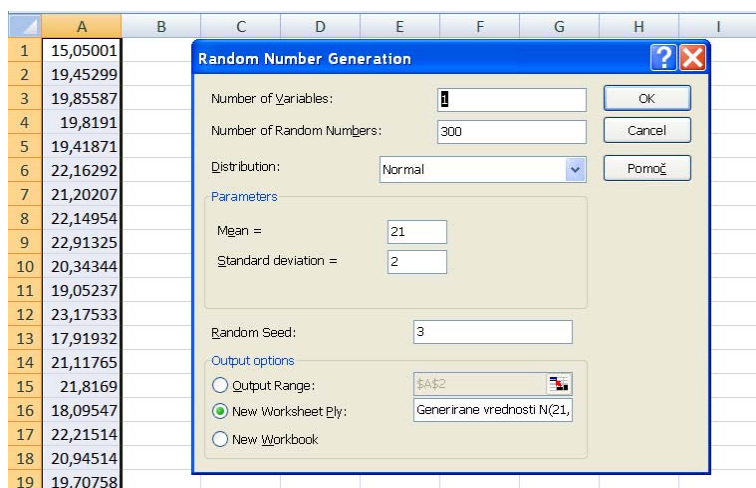 A B C D E F G H I
1 15,05001
2 19,45299
3 19,85587
4 19,8191
5 19,41871
6 22,16292
7 21,20207
8 22,14954
9 22,91325
10 20,34344
11 19,05237
12 23,17533
13 17,91932
14 21,11765
15 21,8169
16 18,09547
17 22,21514
18 20,94514
19 19,70758
Random Number Generation
Number of Variables: 1
OK
Number of Random Numbers: 300
Cancel
Distribution: Normal
Pomoč
Parameters
Mean = 21
Standard deviation = 2
Random Seed: 3
Output options
Output Range: $A$2
New Worksheet Ply: Generirane vrednosti N(21,
New Workbook